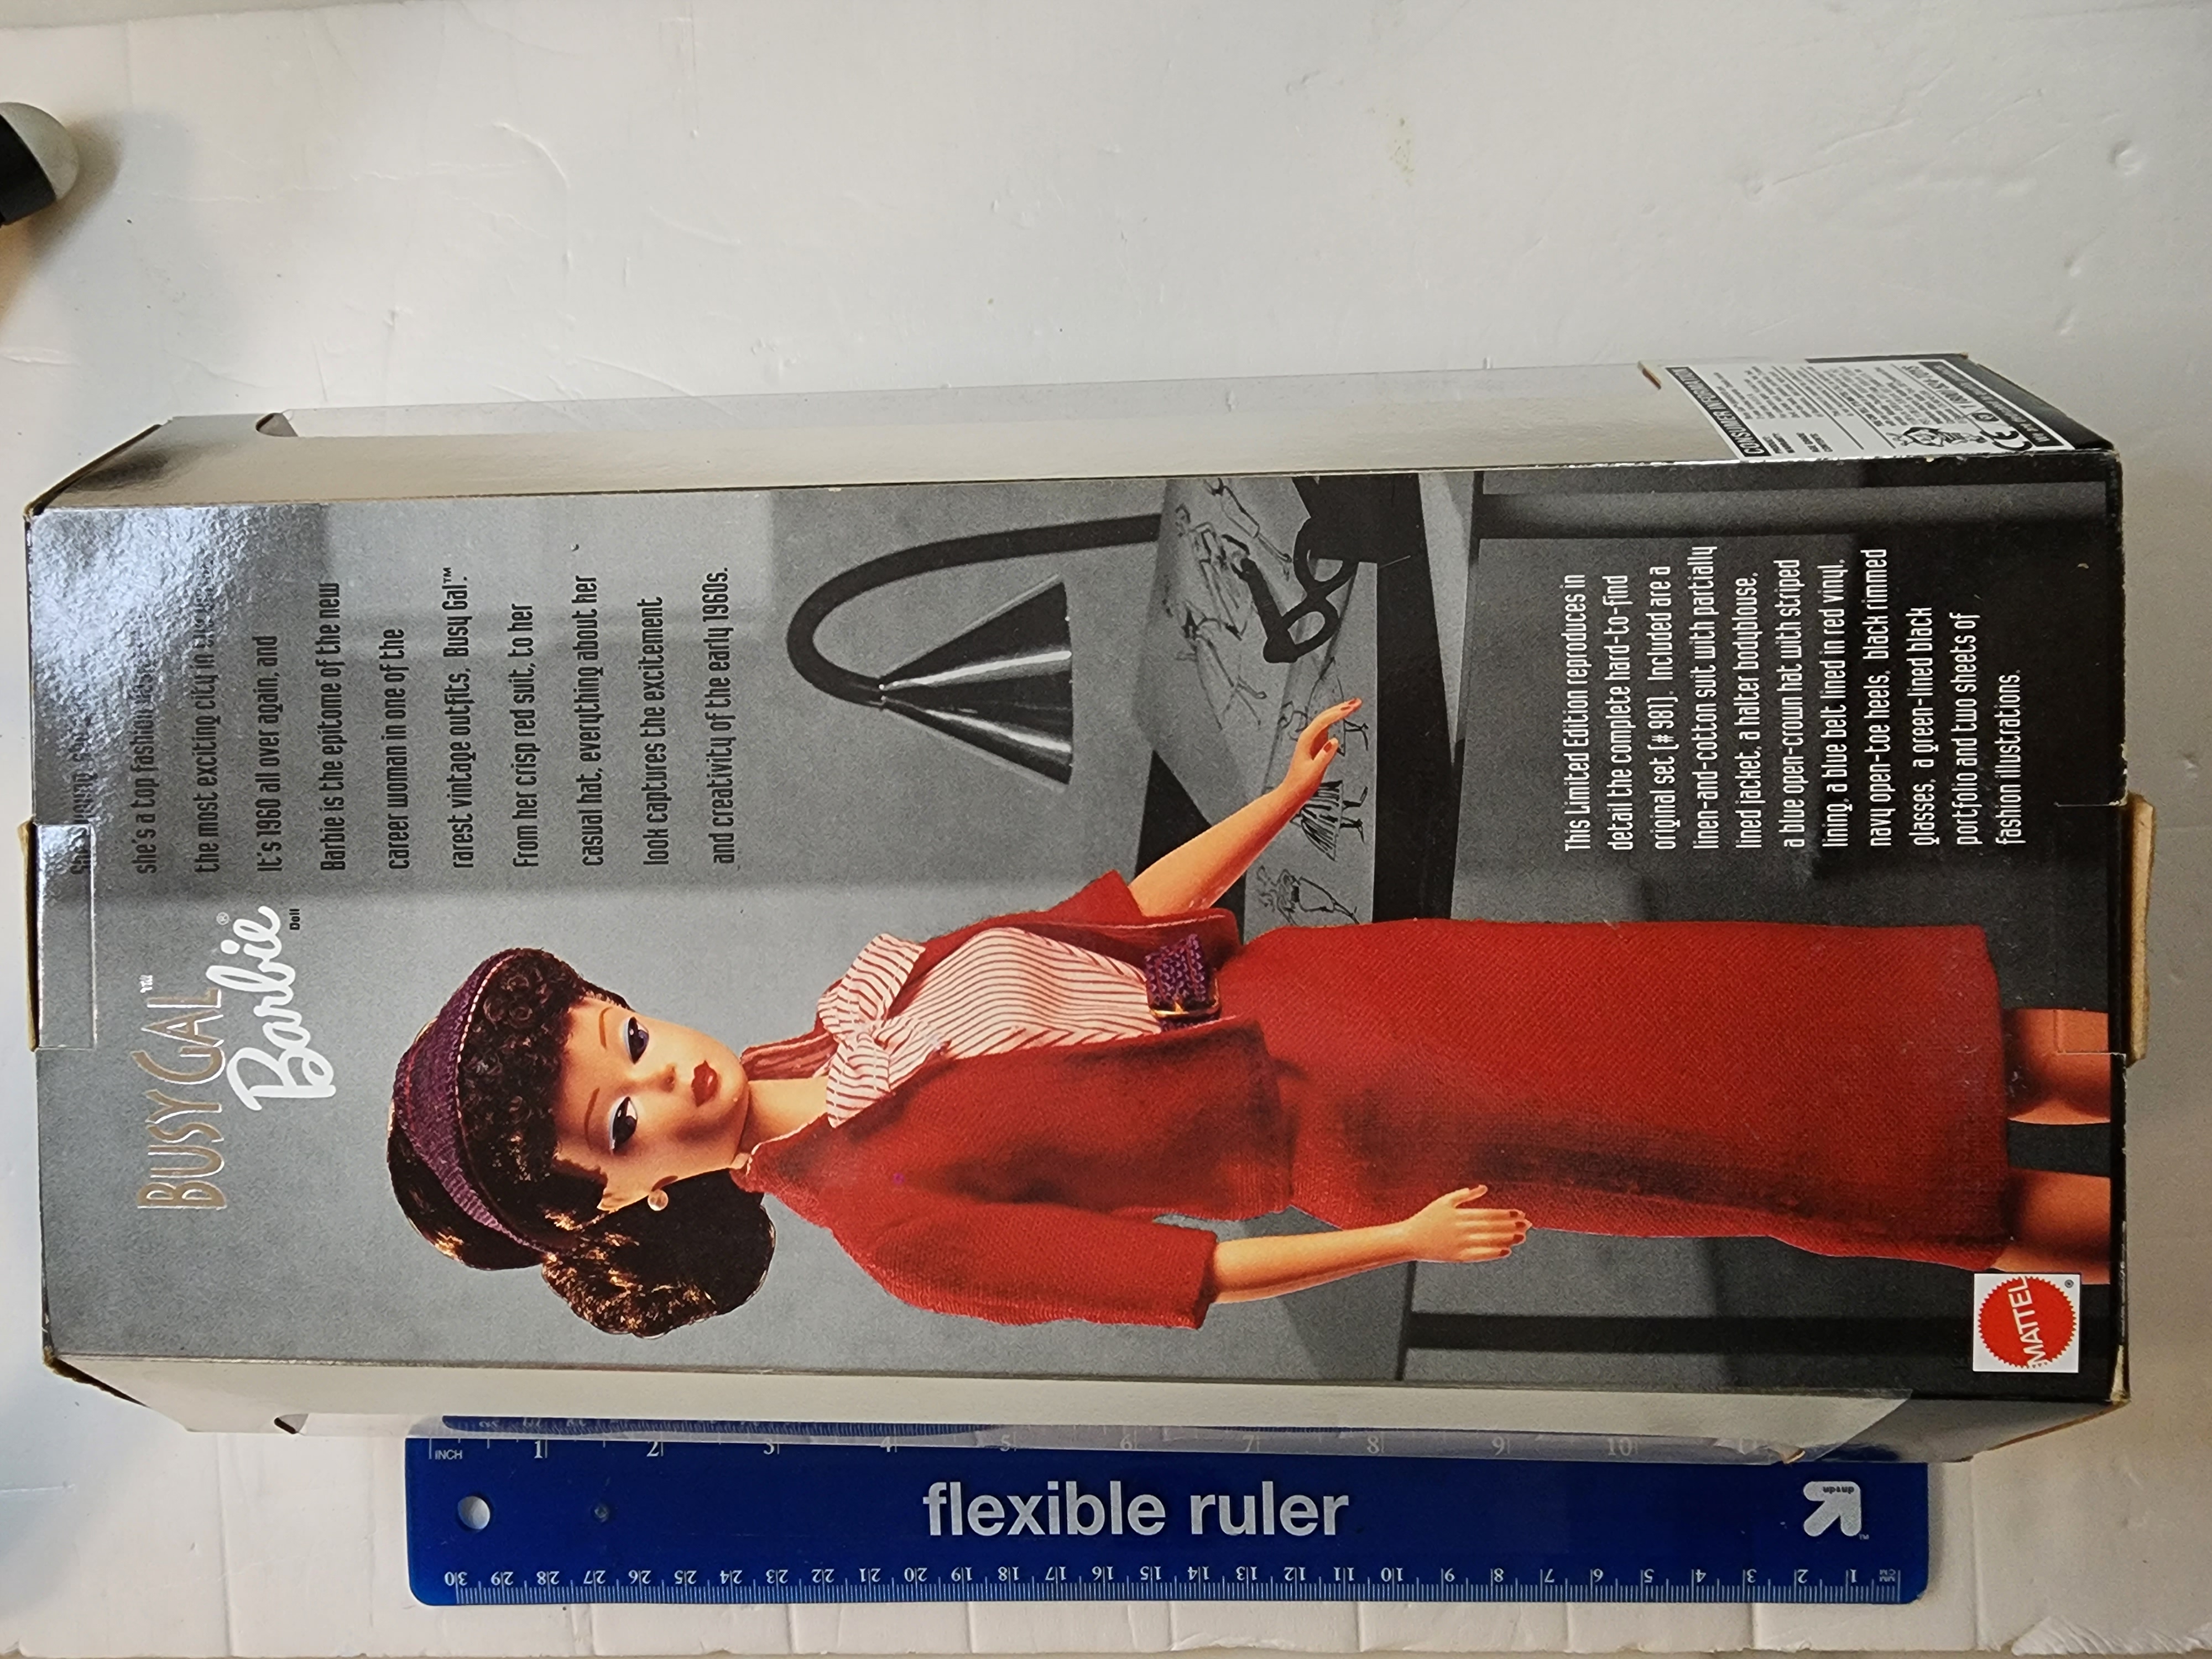 BUSY GAL™
Barbie®
Doll
she's a top fashion
the most exciting city in
It's 1960 all over again, and
Barbie is the epitome of the new
career woman in one of the
rarest vintage outfits, Busy Gal™.
From her crisp red suit, to her
casual hat, everything about her
look captures the excitement
and creativity of the early 1960s.
This Limited Edition reproduces in
detail the complete hard-to-find
original set (# 981). Included are a
linen-and-cotton suit with partially
lined jacket, a halter bodyblouse,
a blue open-crown hat with striped
lining, a blue belt lined in red vinyl,
navy open-toe heels, black rimmed
glasses, a green-lined black
portfolio and two sheets of
fashion illustrations.
MATTEL®
CONSUMER INFORMATION
CE
INCH 1 2 3 4 5 6 7 8 9 10
flexible ruler
up&up™
30 29 28 27 26 25 24 23 22 21 20 19 18 17 16 15 14 13 12 11 10 9 8 7 6 5 4 3 2 1
MM
CM